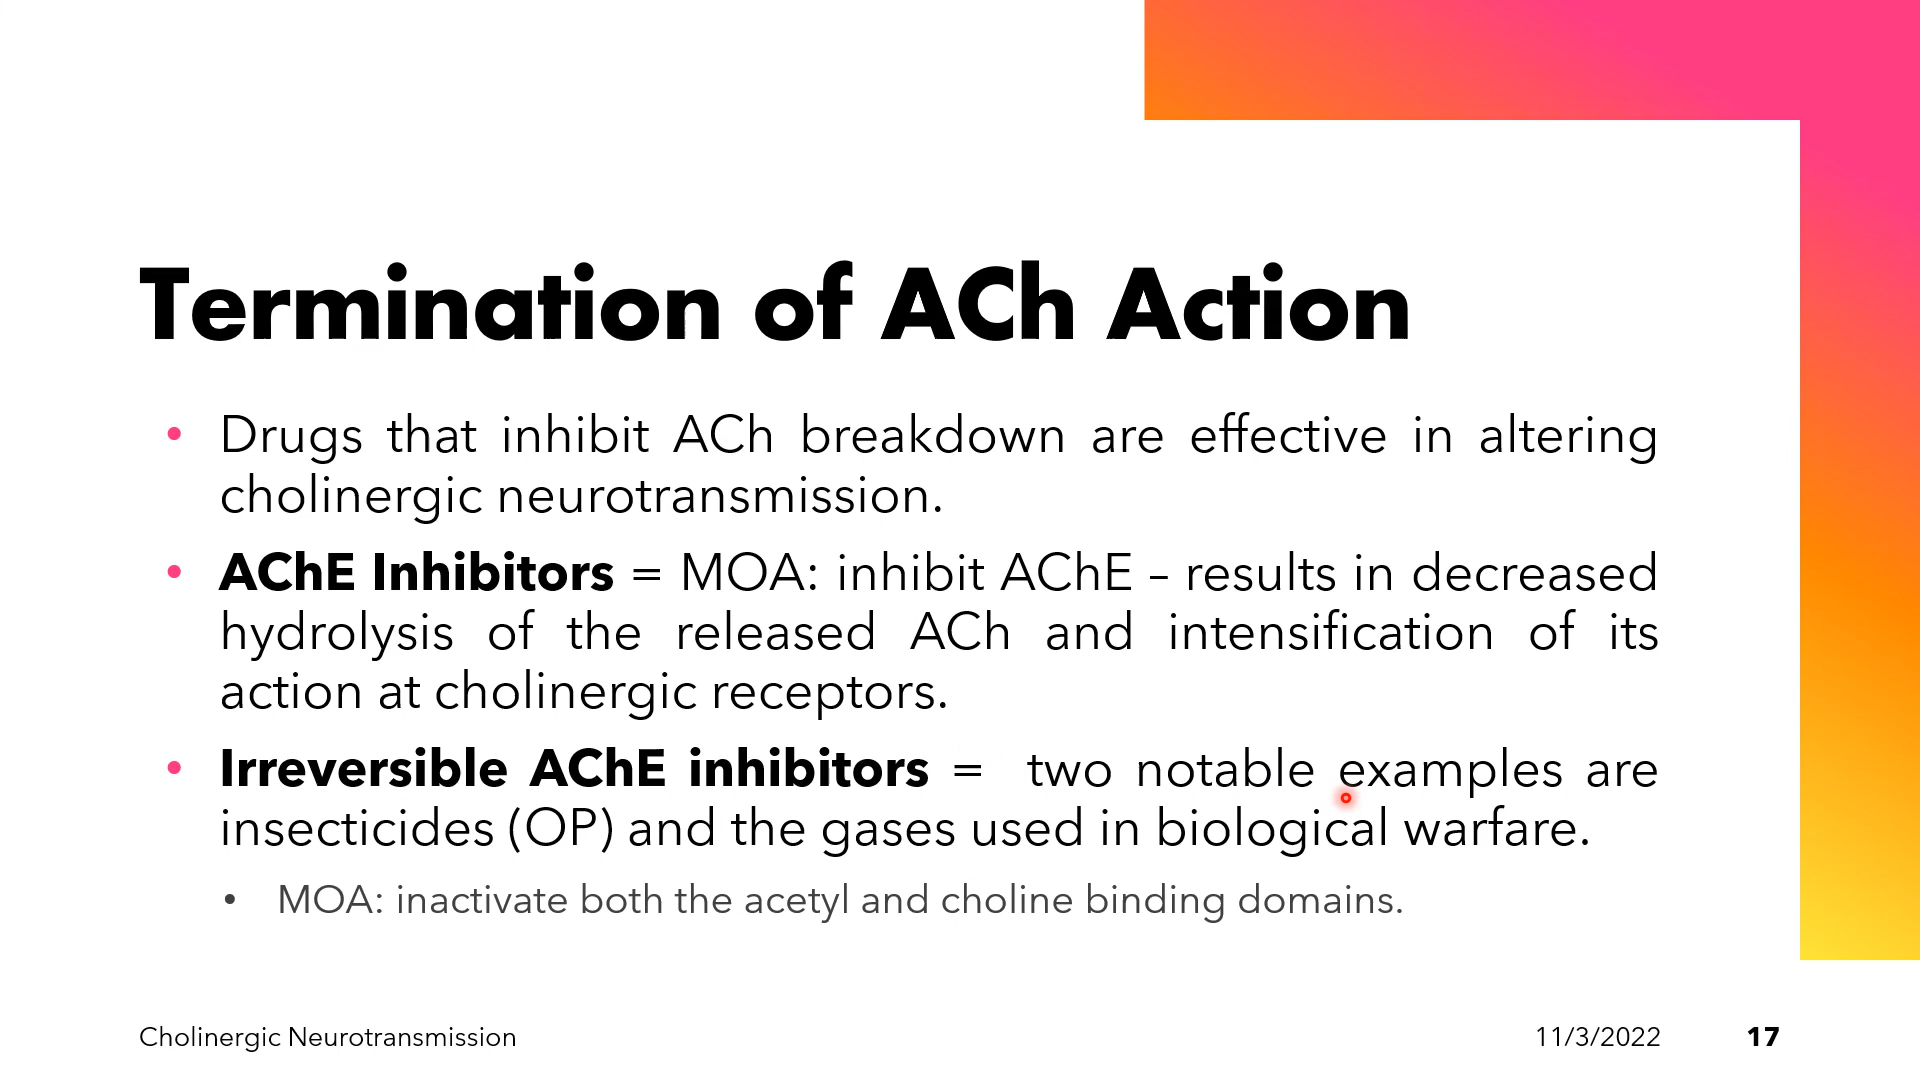 Termination of ACh Action
• Drugs that inhibit ACh breakdown are effective in altering
cholinergic neurotransmission.
• AChE Inhibitors = MOA: inhibit AChE – results in decreased
hydrolysis of the released ACh and intensification of its
action at cholinergic receptors.
• Irreversible AChE inhibitors = two notable examples are
insecticides (OP) and the gases used in biological warfare.
• MOA: inactivate both the acetyl and choline binding domains.
Cholinergic Neurotransmission 11/3/2022 17